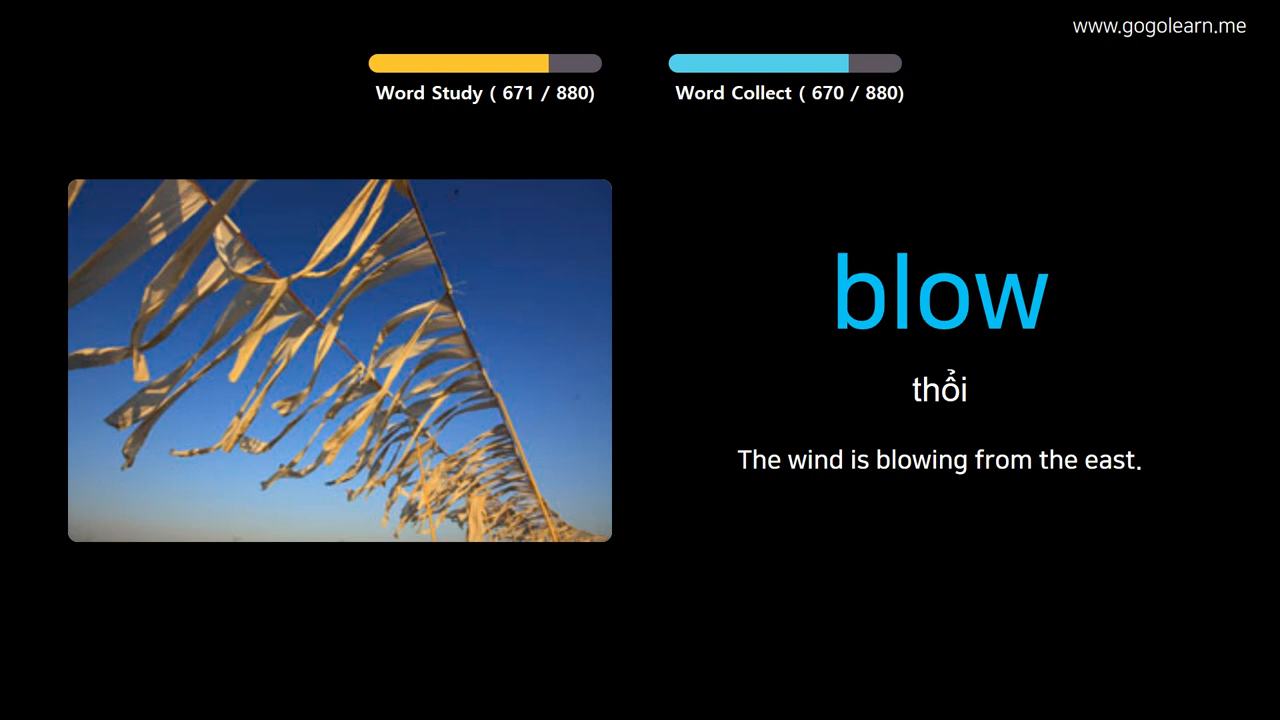 www.gogolearn.me
Word Study ( 671 / 880)
Word Collect ( 670 / 880)
blow
thổi
The wind is blowing from the east.